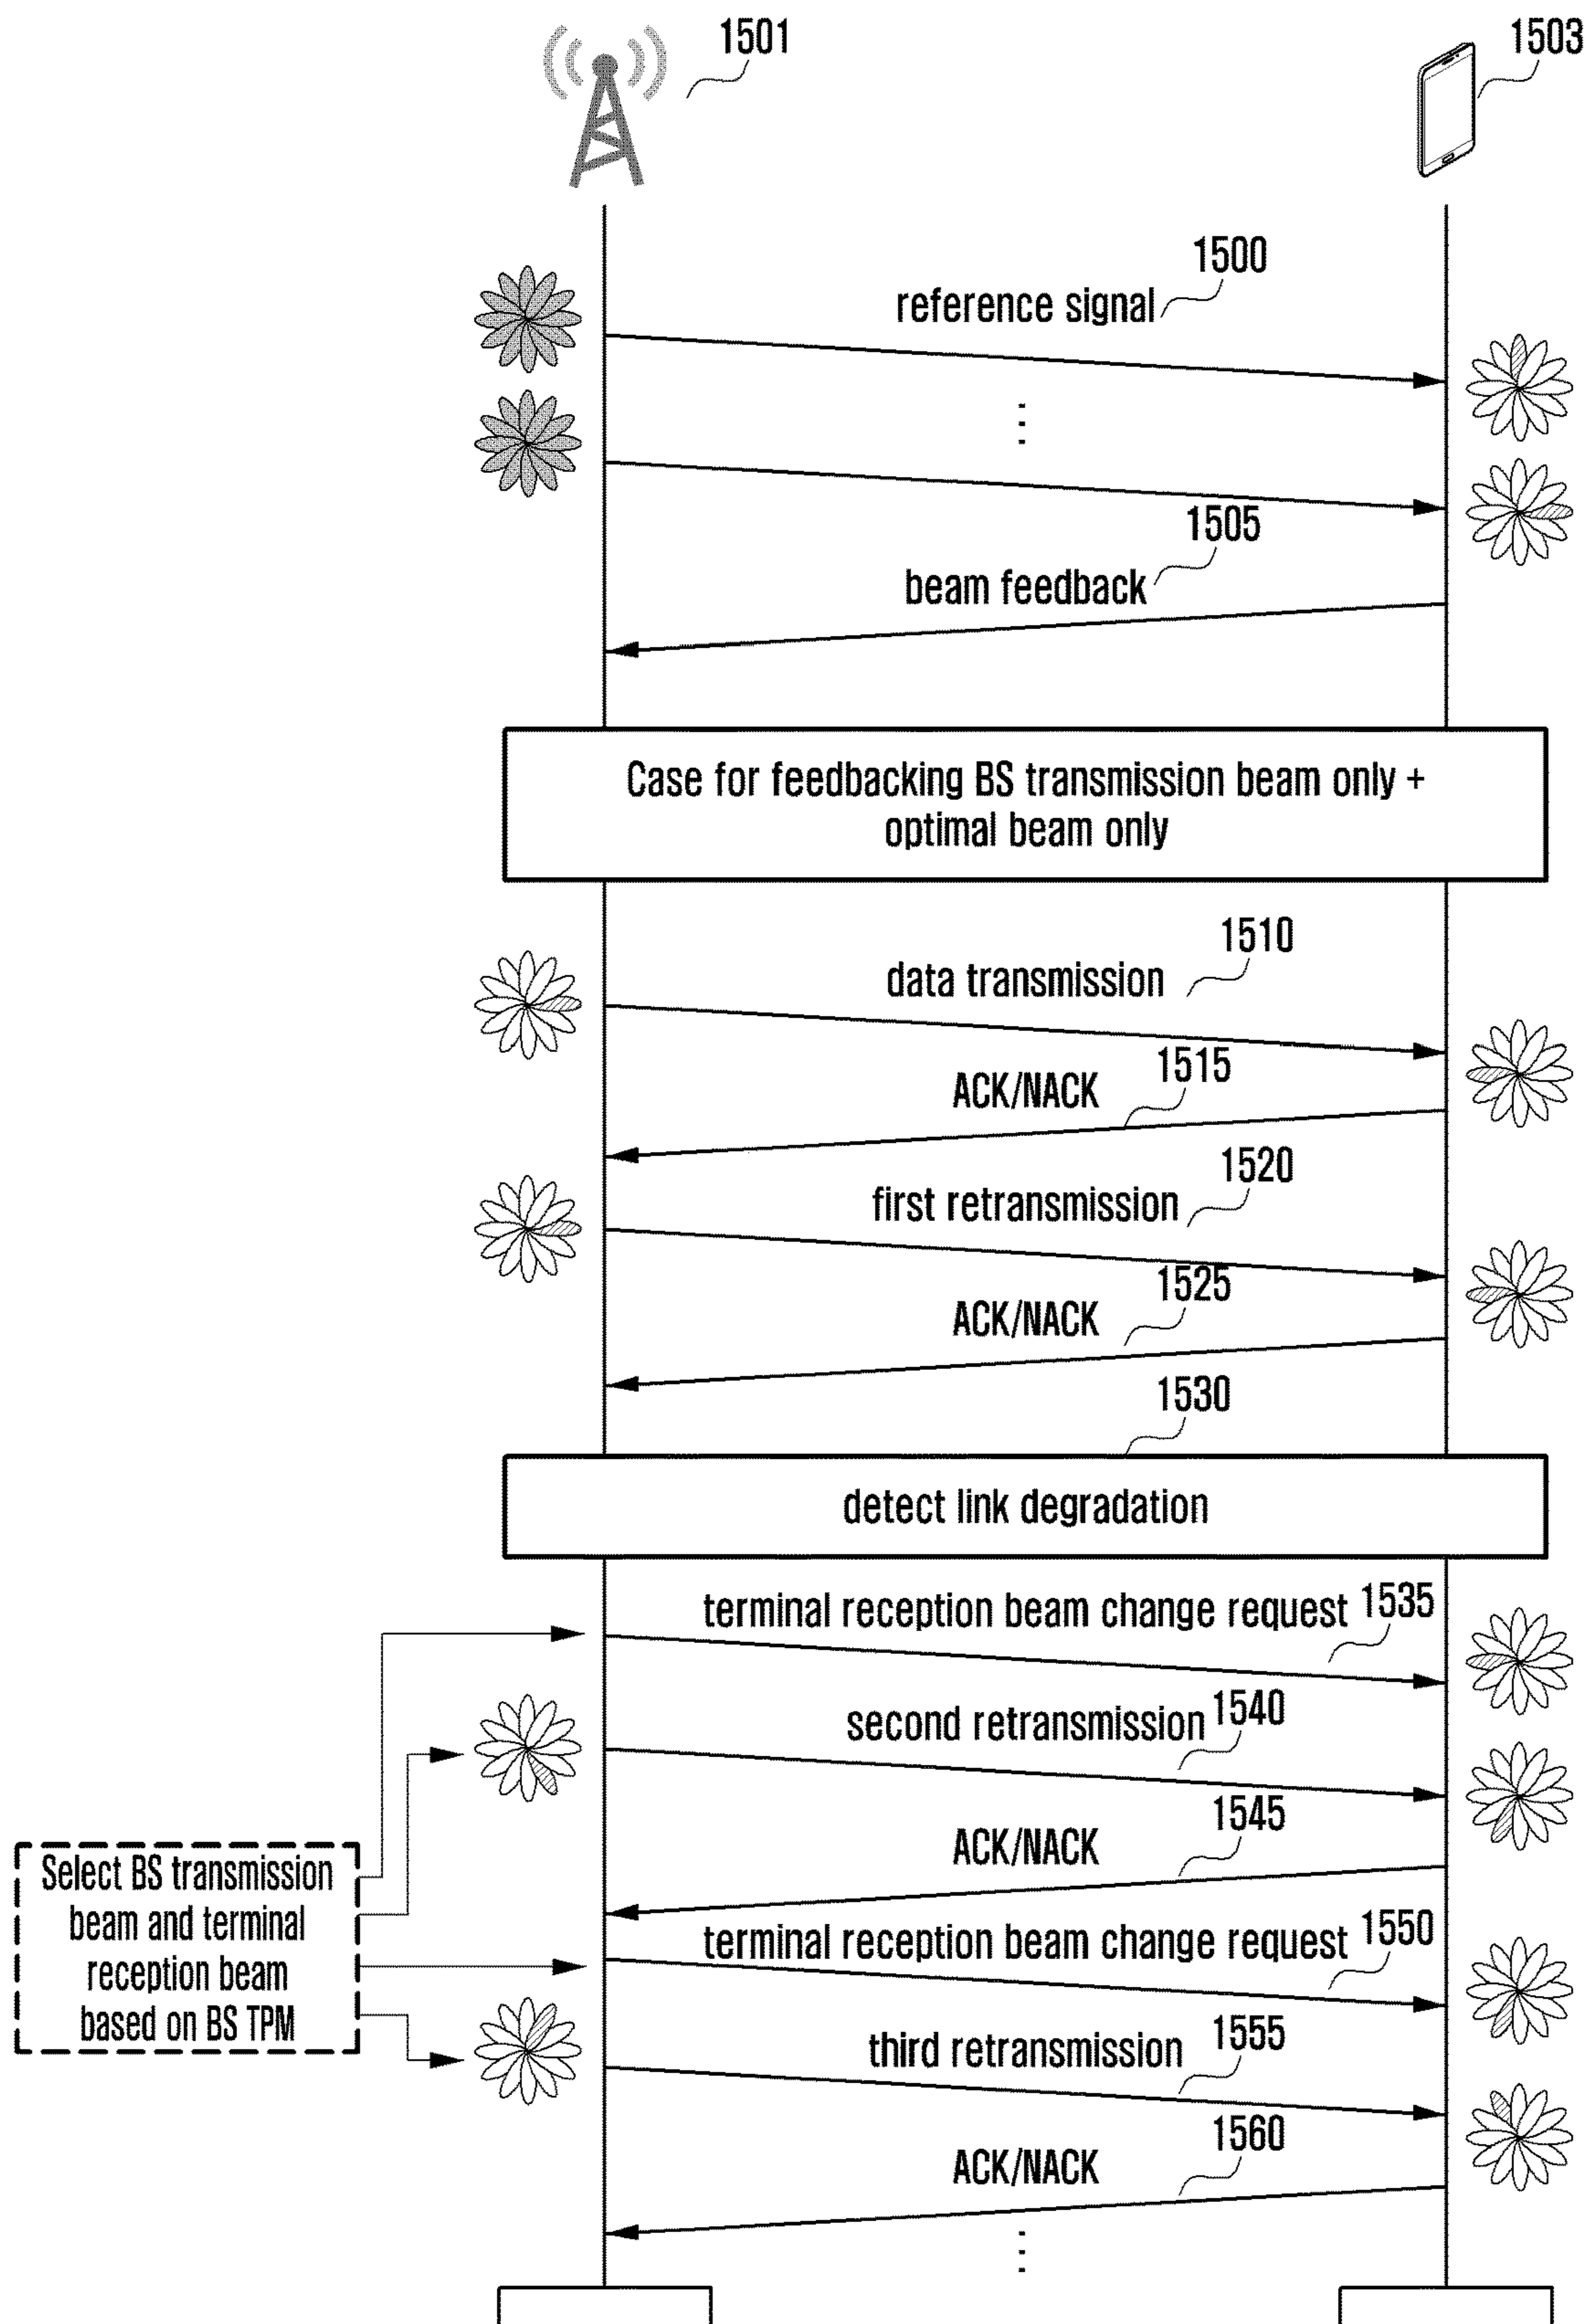 1501
1503
1500
reference signal
1505
beam feedback
Case for feedbacking BS transmission beam only +
optimal beam only
1510
data transmission
1515
ACK/NACK
1520
first retransmission
1525
ACK/NACK
1530
detect link degradation
terminal reception beam change request 1535
second retransmission 1540
1545
ACK/NACK
Select BS transmission
beam and terminal
reception beam
based on BS TPM
terminal reception beam change request 1550
third retransmission 1555
1560
ACK/NACK